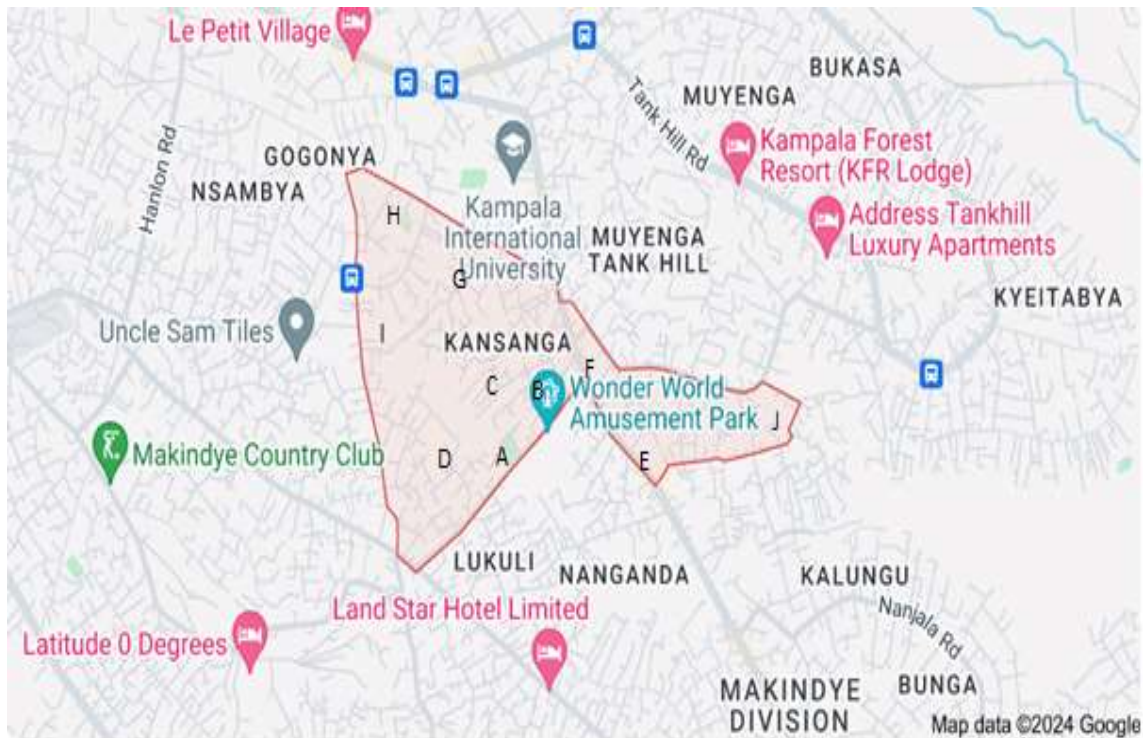 Le Petit Village
BUKASA
MUYENGA
Tank Hill Rd
Kampala Forest
Resort (KFR Lodge)
Hanlon Rd
GOGONYA
NSAMBYA
H
Kampala
International
University
MUYENGA
TANK HILL
Address Tankhill
Luxury Apartments
G
KYEITABYA
Uncle Sam Tiles
I
KANSANGA
F
C
B
Wonder World
Amusement Park
J
Makindye Country Club
D
A
E
LUKULI
NANGANDA
KALUNGU
Land Star Hotel Limited
Nanjala Rd
Latitude 0 Degrees
BUNGA
MAKINDYE
DIVISION
Map data ©2024 Google